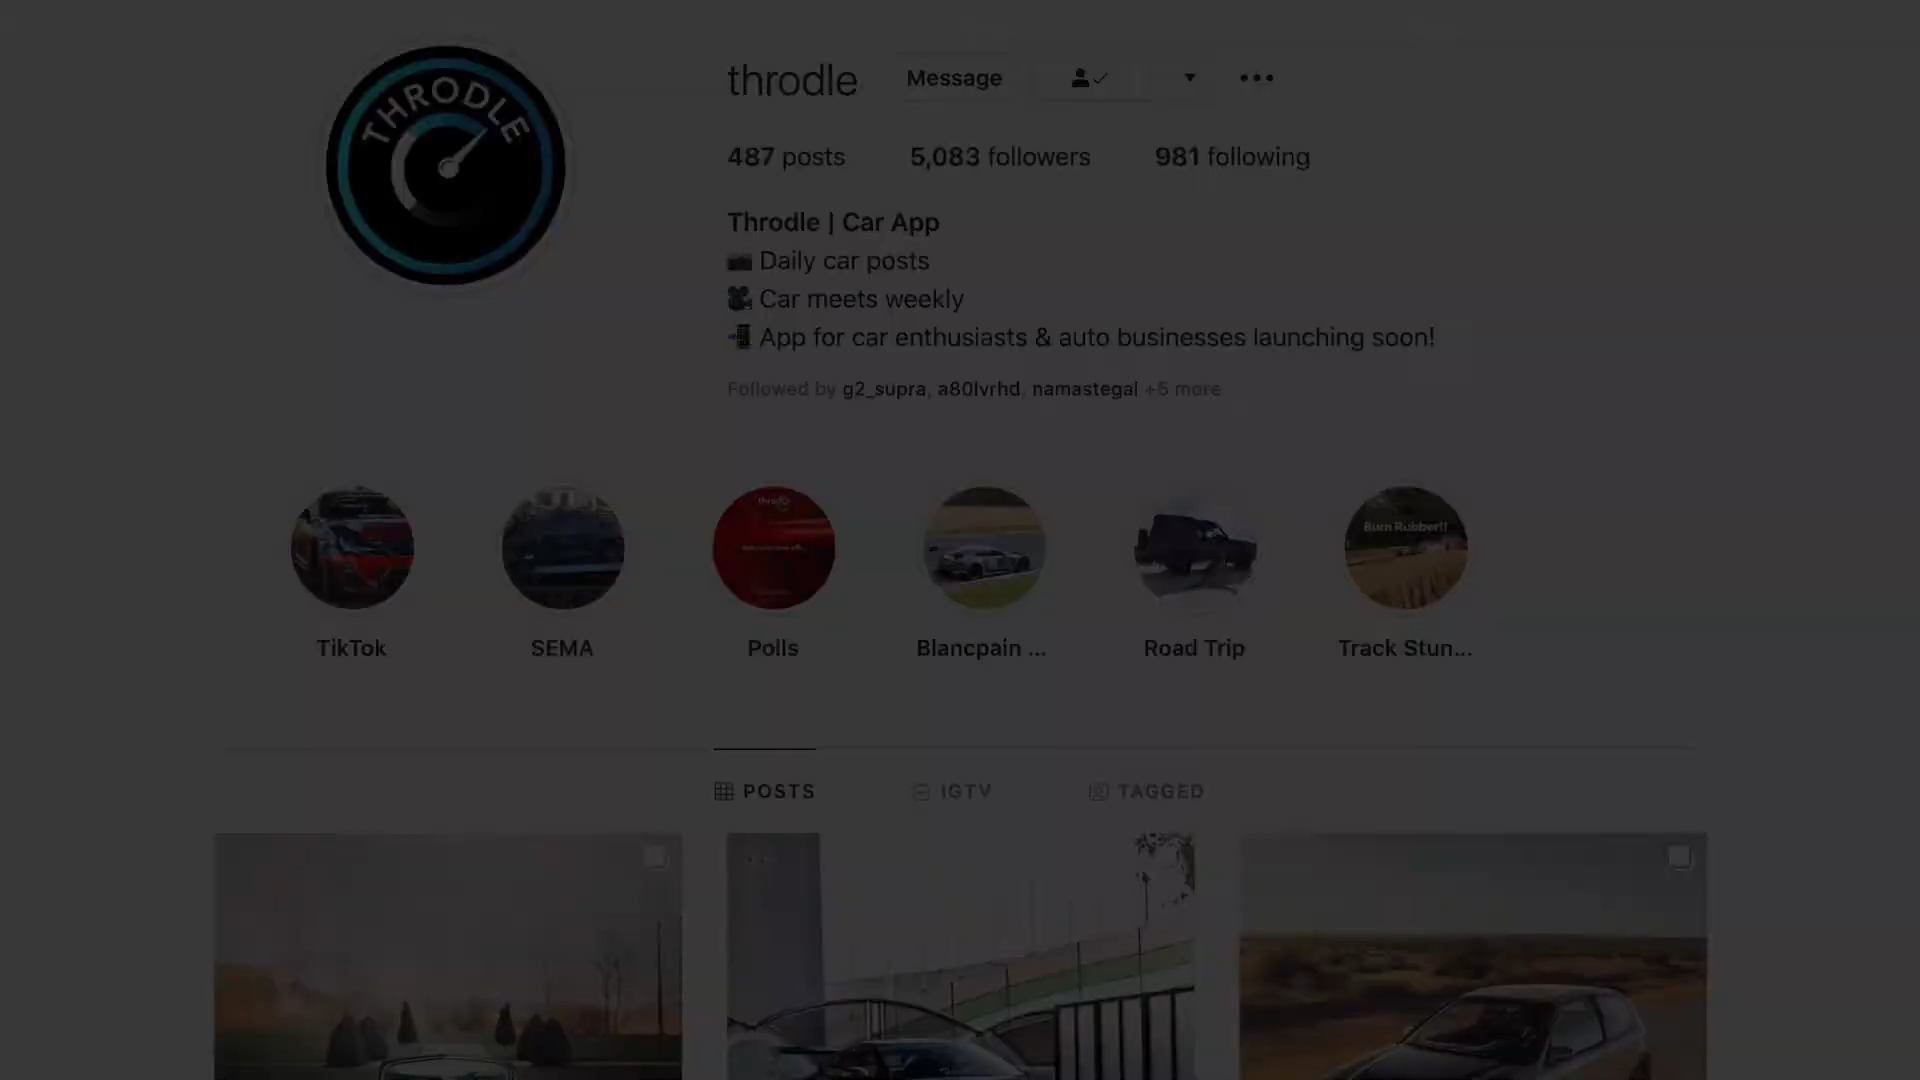 THRODLE
throdle Message
487 posts 5,083 followers 981 following
Throdle | Car App
Daily car posts
Car meets weekly
App for car enthusiasts & auto businesses launching soon!
Followed by g2_supra, a80lvrhd, namastegal +5 more
throdle
Burn Rubber!!
TikTok SEMA Polls Blancpain ... Road Trip Track Stun...
POSTS IGTV TAGGED